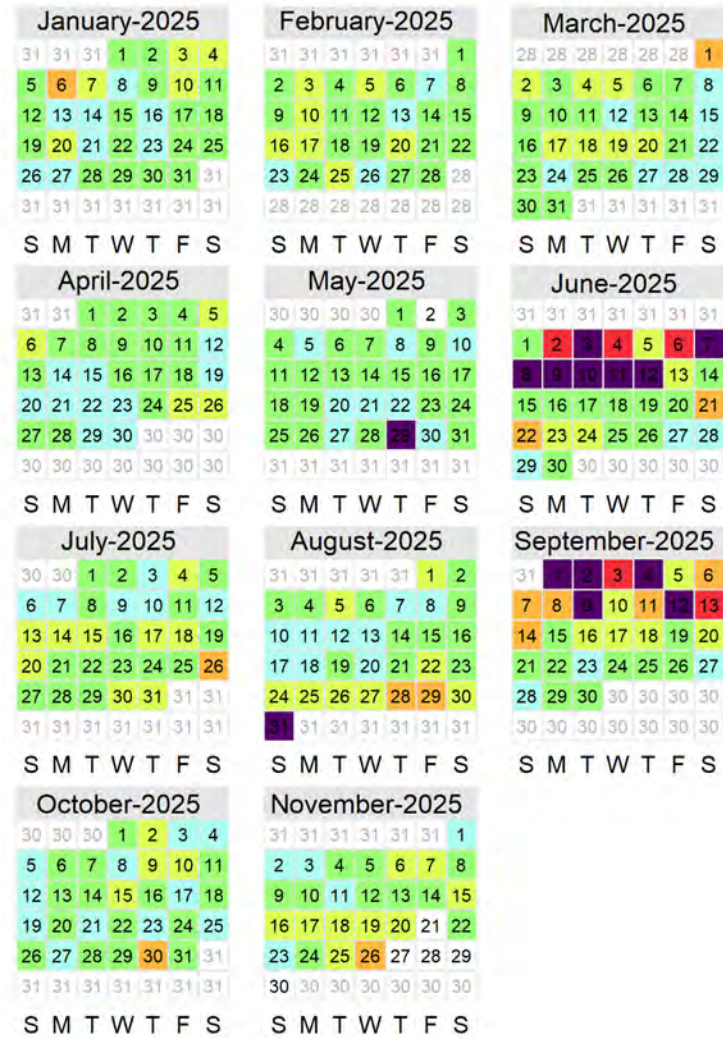 January-2025
31 31 31 1 2 3 4
5 6 7 8 9 10 11
12 13 14 15 16 17 18
19 20 21 22 23 24 25
26 27 28 29 30 31 31
31 31 31 31 31 31 31
S M T W T F S
February-2025
31 31 31 31 31 31 1
2 3 4 5 6 7 8
9 10 11 12 13 14 15
16 17 18 19 20 21 22
23 24 25 26 27 28 28
28 28 28 28 28 28 28
S M T W T F S
March-2025
28 28 28 28 28 28 1
2 3 4 5 6 7 8
9 10 11 12 13 14 15
16 17 18 19 20 21 22
23 24 25 26 27 28 29
30 31 31 31 31 31 31
S M T W T F S
April-2025
31 31 1 2 3 4 5
6 7 8 9 10 11 12
13 14 15 16 17 18 19
20 21 22 23 24 25 26
27 28 29 30 30 30 30
30 30 30 30 30 30 30
S M T W T F S
May-2025
30 30 30 30 1 2 3
4 5 6 7 8 9 10
11 12 13 14 15 16 17
18 19 20 21 22 23 24
25 26 27 28 29 30 31
31 31 31 31 31 31 31
S M T W T F S
June-2025
31 31 31 31 31 31 31
1 2 3 4 5 6 7
8 9 10 11 12 13 14
15 16 17 18 19 20 21
22 23 24 25 26 27 28
29 30 30 30 30 30 30
S M T W T F S
July-2025
30 30 1 2 3 4 5
6 7 8 9 10 11 12
13 14 15 16 17 18 19
20 21 22 23 24 25 26
27 28 29 30 31 31 31
31 31 31 31 31 31 31
S M T W T F S
August-2025
31 31 31 31 31 1 2
3 4 5 6 7 8 9
10 11 12 13 14 15 16
17 18 19 20 21 22 23
24 25 26 27 28 29 30
31 31 31 31 31 31 31
S M T W T F S
September-2025
31 1 2 3 4 5 6
7 8 9 10 11 12 13
14 15 16 17 18 19 20
21 22 23 24 25 26 27
28 29 30 30 30 30 30
30 30 30 30 30 30 30
S M T W T F S
October-2025
30 30 30 1 2 3 4
5 6 7 8 9 10 11
12 13 14 15 16 17 18
19 20 21 22 23 24 25
26 27 28 29 30 31 31
31 31 31 31 31 31 31
S M T W T F S
November-2025
31 31 31 31 31 31 1
2 3 4 5 6 7 8
9 10 11 12 13 14 15
16 17 18 19 20 21 22
23 24 25 26 27 28 29
30 30 30 30 30 30 30
S M T W T F S